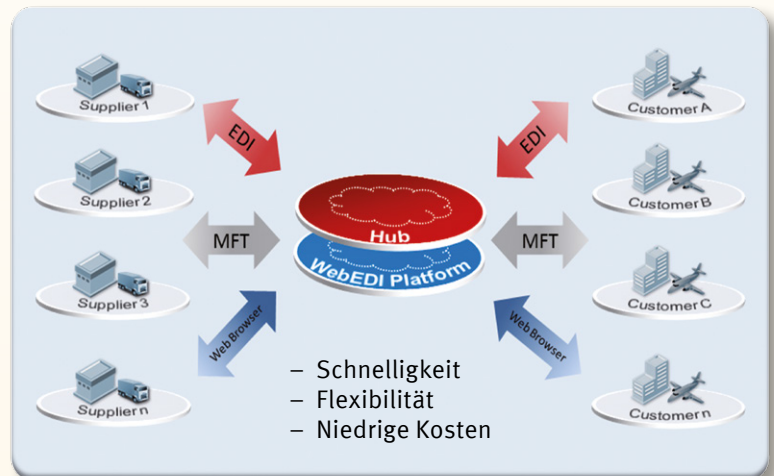 Supplier 1
Supplier 2
Supplier 3
Supplier n
EDI
MFT
Web Browser
Hub
WebEDI Platform
– Schnelligkeit
– Flexibilität
– Niedrige Kosten
EDI
MFT
Web Browser
Customer A
Customer B
Customer C
Customer n